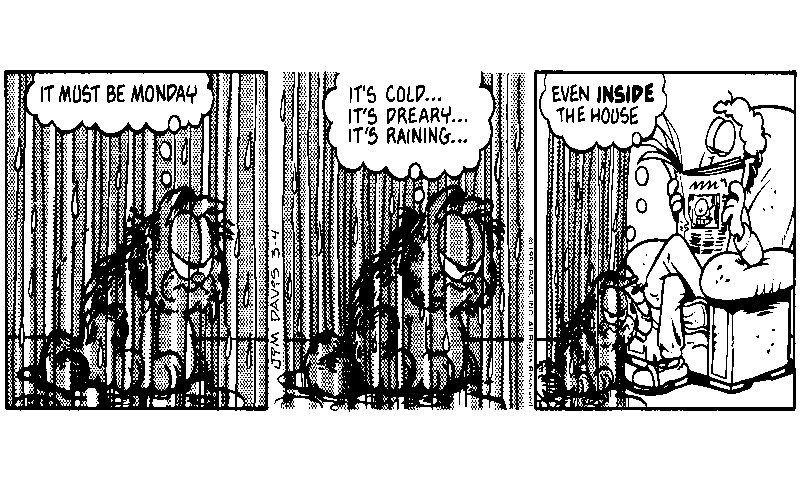 IT MUST BE MONDAY
JIM DAVIS 3-4
IT'S COLD...
IT'S DREARY...
IT'S RAINING...
EVEN INSIDE
THE HOUSE